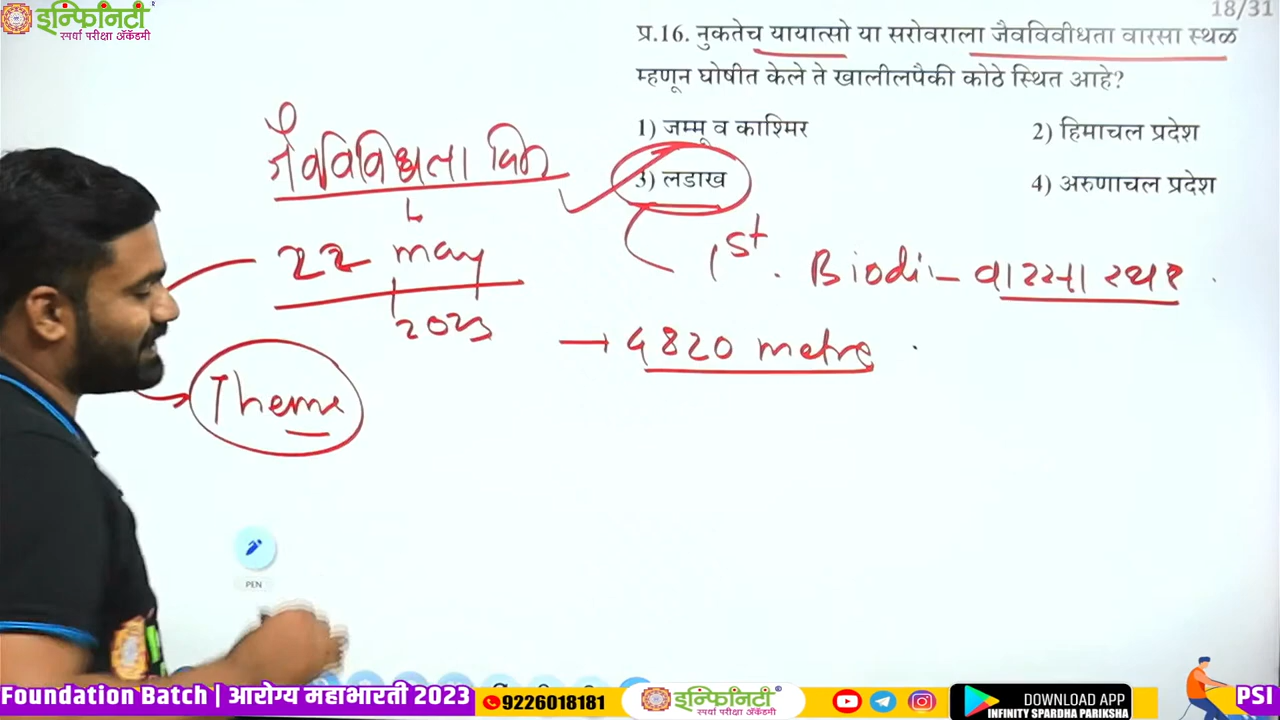 इन्फिनिटी
स्पर्धा परीक्षा ॲकॅडमी
18/31
प्र.16. नुकतेच यायात्सो या सरोवराला जैवविवीधता वारसा स्थळ
म्हणून घोषीत केले ते खालीलपैकी कोठे स्थित आहे?
1) जम्मू व काश्मिर
2) हिमाचल प्रदेश
3) लडाख
4) अरुणाचल प्रदेश
जैवविविधता दिन
22 may
2023
Theme
1st. Biodi – वारसा स्थळ
→ 4820 metre
PEN
Foundation Batch | आरोग्य महाभारती 2023
9226018181
इन्फिनिटी
स्पर्धा परीक्षा ॲकॅडमी
DOWNLOAD APP
INFINITY SPARDHA PARIKSHA
PSI